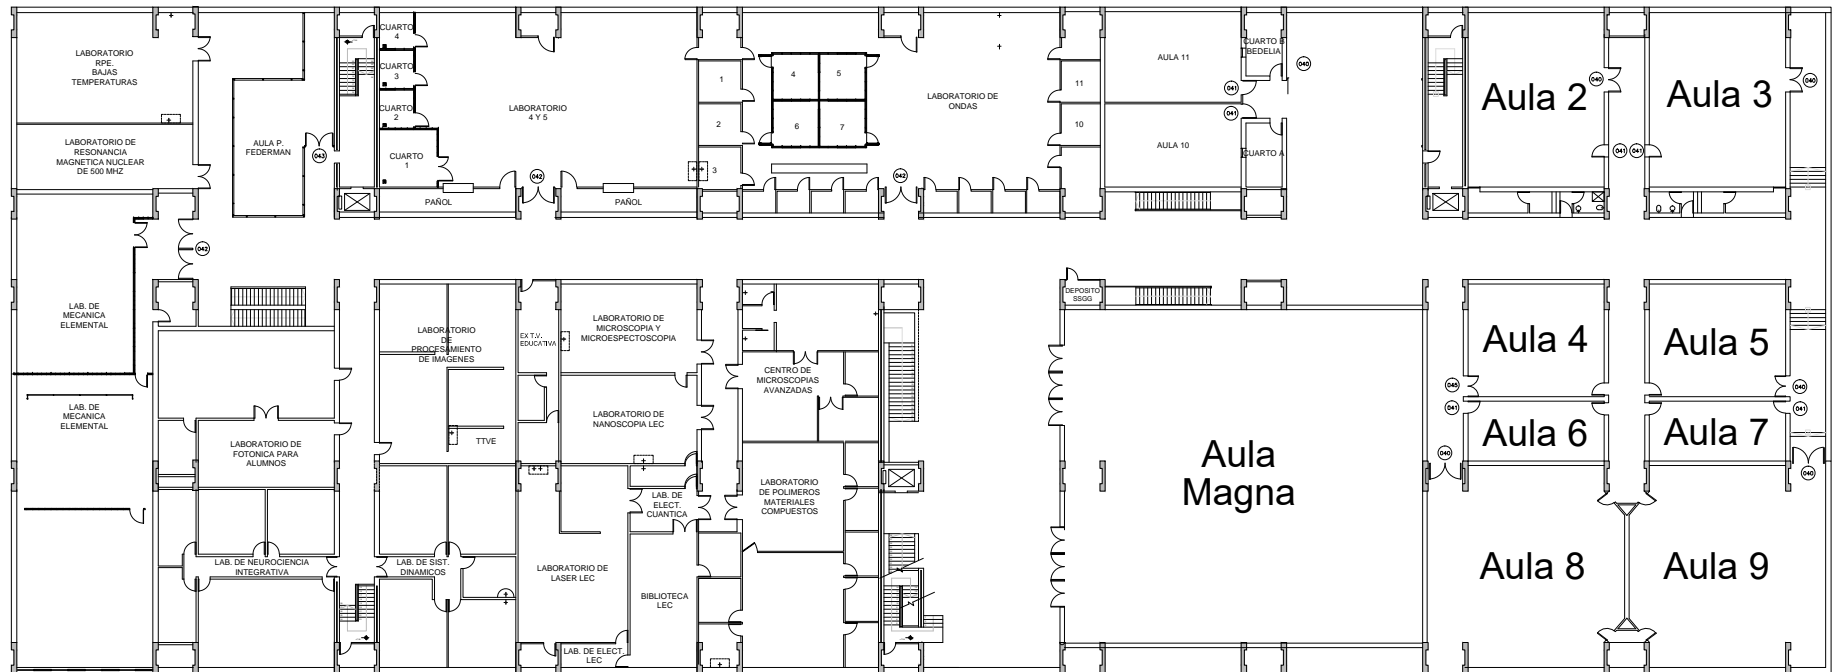 LABORATORIO
RPE.
BAJAS
TEMPERATURAS
LABORATORIO DE
RESONANCIA
MAGNETICA NUCLEAR
DE 500 MHZ
AULA P.
FEDERMAN
043
CUARTO
4
CUARTO
3
CUARTO
2
CUARTO
1
LABORATORIO
4 Y 5
PAÑOL
042
PAÑOL
1
2
3
4
5
6
7
LABORATORIO DE
ONDAS
042
11
10
AULA 11
AULA 10
041
041
CUARTO B
BEDELIA
CUARTO A
040
Aula 2
040
041
041
Aula 3
040
042
LAB. DE
MECANICA
ELEMENTAL
LAB. DE
MECANICA
ELEMENTAL
LABORATORIO DE
FOTONICA PARA
ALUMNOS
LAB. DE NEUROCIENCIA
INTEGRATIVA
LABORATORIO
DE
PROCESAMIENTO
DE IMAGENES
TTVE
EX T.V.
EDUCATIVA
LABORATORIO DE
MICROSCOPIA Y
MICROESPECTOSCOPIA
LABORATORIO DE
NANOSCOPIA LEC
CENTRO DE
MICROSCOPIAS
AVANZADAS
LAB. DE
ELECT.
CUANTICA
LABORATORIO
DE POLIMEROS
MATERIALES
COMPUESTOS
LAB. DE SIST.
DINAMICOS
LABORATORIO DE
LASER LEC
BIBLIOTECA
LEC
LAB. DE ELECT.
LEC
DEPOSITO
SSGG
Aula
Magna
Aula 4
045
041
Aula 5
040
041
Aula 6
Aula 7
040
040
Aula 8
Aula 9